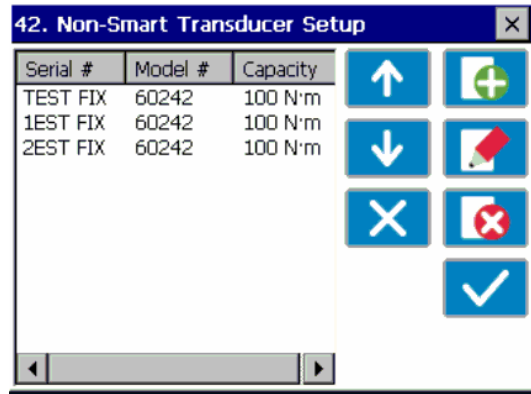 42. Non-Smart Transducer Setup
Serial # Model # Capacity
TEST FIX 60242 100 N·m
1EST FIX 60242 100 N·m
2EST FIX 60242 100 N·m